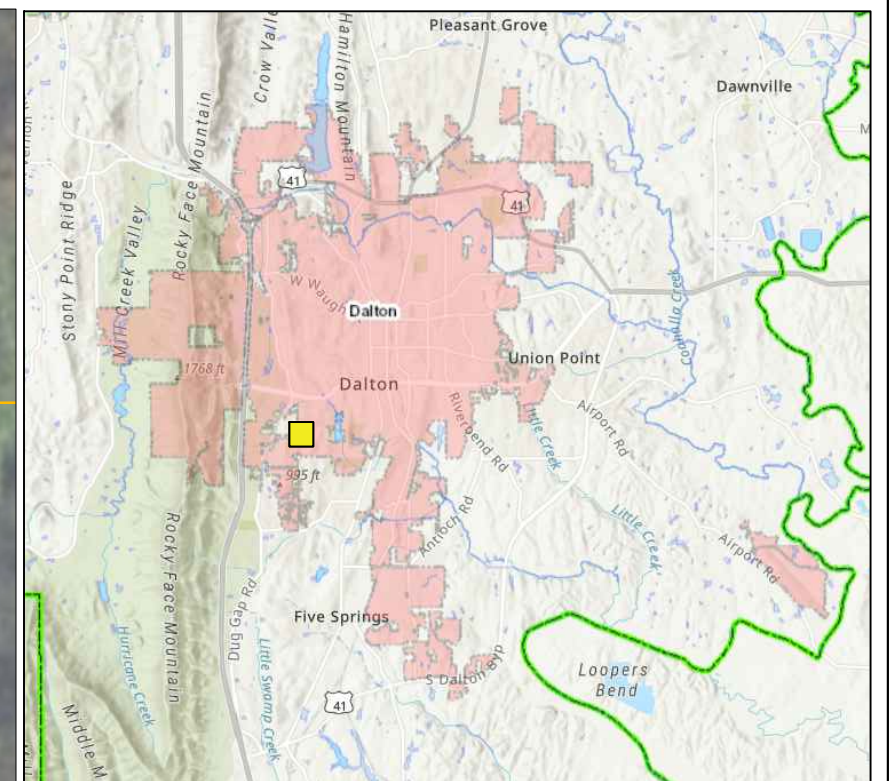 Pleasant Grove
Crow Valle
Hamilton Mountain
Dawnville
41
41
Rocky Face Mountain
Stony Point Ridge
Mill Creek Valley
W Waugh
Dalton
Coahulla Creek
1768 ft
Dalton
Union Point
Riverbend Rd
Little Creek
Airport Rd
995 ft
Antioch Rd
Little Creek
Airport Rd
Rocky Face Mountain
Dug Gap Rd
Five Springs
Hurricane Creek
Little Swamp Creek
S Dalton Byp
Loopers
Bend
41
Middle M